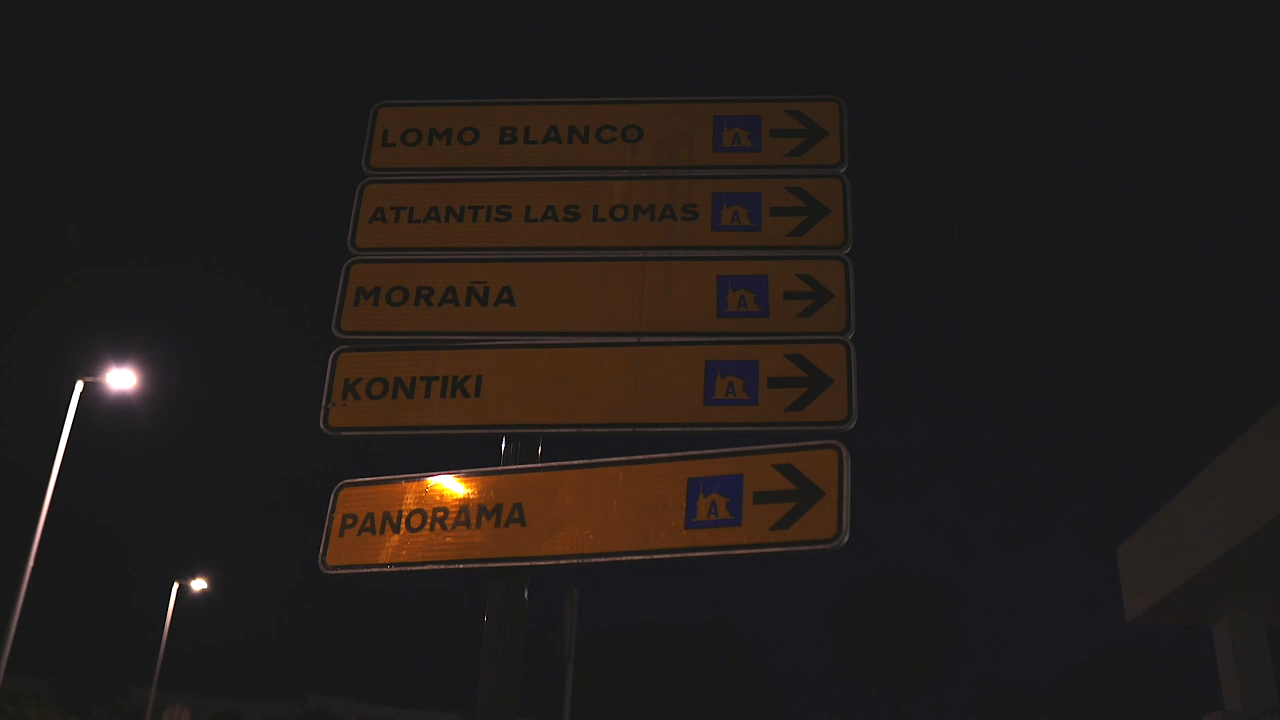 LOMO BLANCO A
ATLANTIS LAS LOMAS A
MORAÑA A
KONTIKI A
PANORAMA A